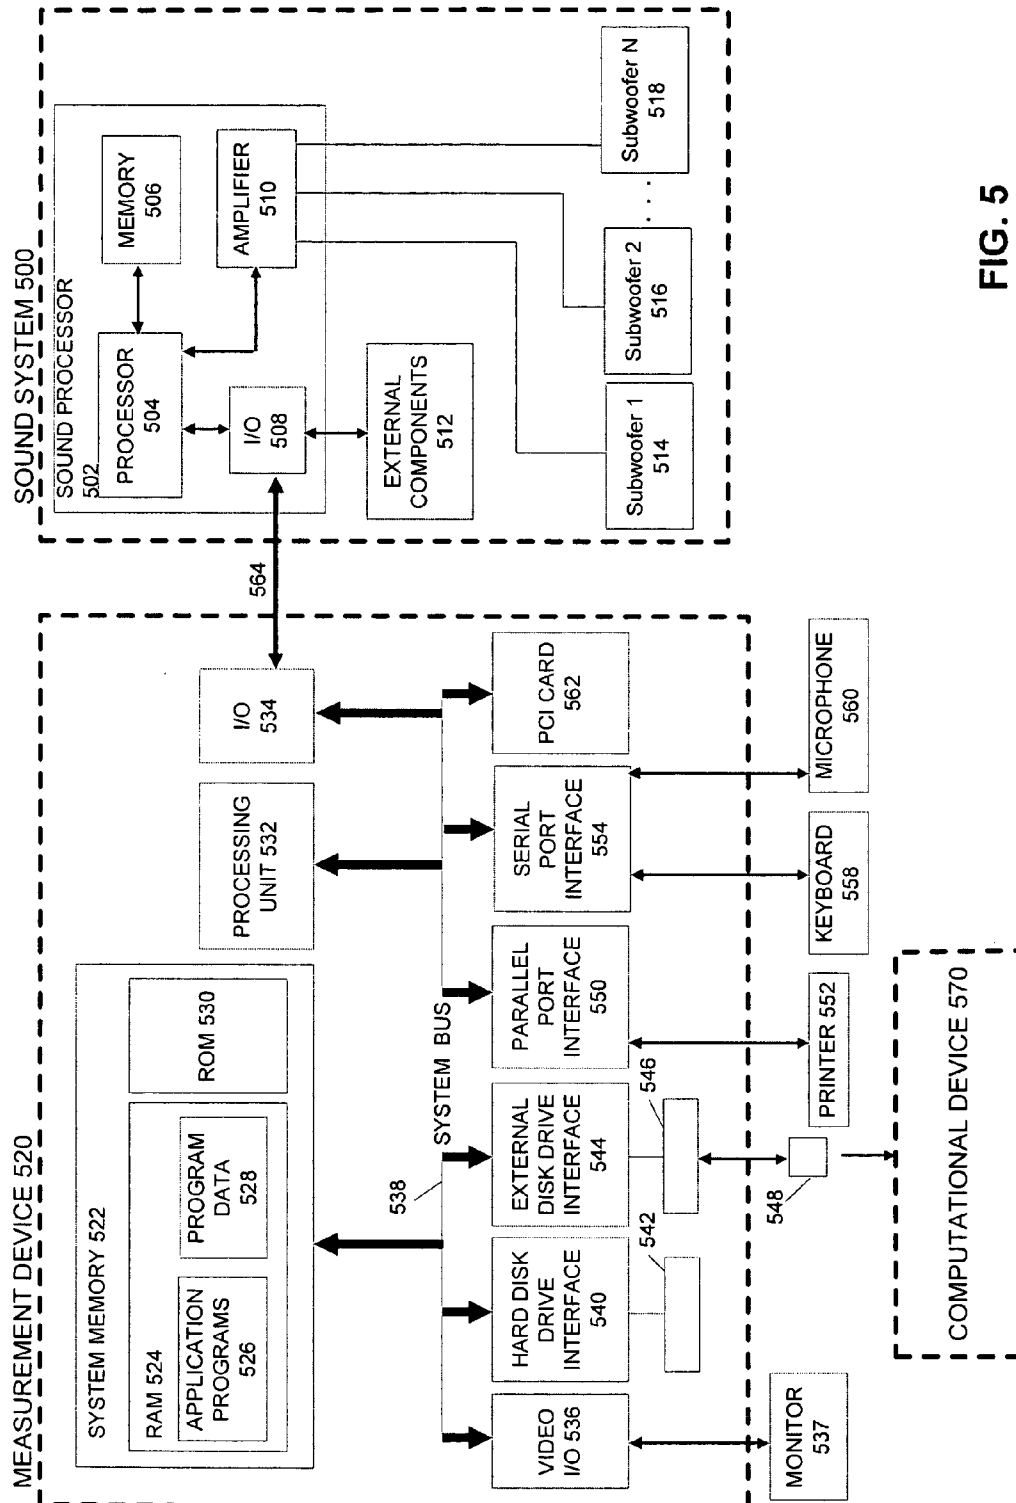 MEASUREMENT DEVICE 520
SYSTEM MEMORY 522
RAM 524
APPLICATION
PROGRAMS
526
PROGRAM
DATA
528
ROM 530
PROCESSING
UNIT 532
I/O
534
538
SYSTEM BUS
VIDEO
I/O 536
HARD DISK
DRIVE
INTERFACE
540
EXTERNAL
DISK DRIVE
INTERFACE
544
PARALLEL
PORT
INTERFACE
550
SERIAL
PORT
INTERFACE
554
PCI CARD
562
542
546
548
MONITOR
537
PRINTER 552
KEYBOARD
558
MICROPHONE
560
COMPUTATIONAL DEVICE 570
564
SOUND SYSTEM 500
SOUND PROCESSOR
502
PROCESSOR
504
MEMORY
506
I/O
508
AMPLIFIER
510
EXTERNAL
COMPONENTS
512
Subwoofer 1
514
Subwoofer 2
516
. . .
Subwoofer N
518
FIG. 5